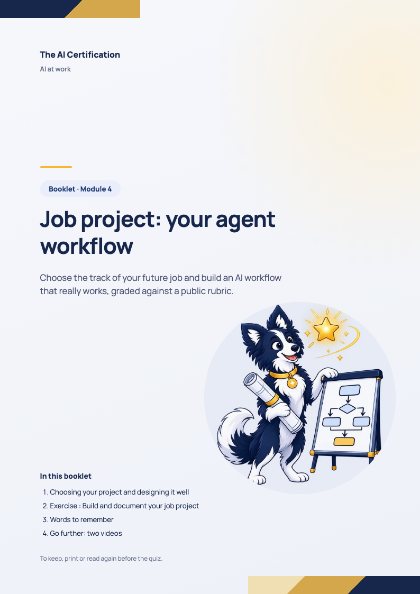 The AI Certification
AI at work
Booklet · Module 4
Job project: your agent
workflow
Choose the track of your future job and build an AI workflow
that really works, graded against a public rubric.
In this booklet
1. Choosing your project and designing it well
2. Exercise : Build and document your job project
3. Words to remember
4. Go further: two videos
To keep, print or read again before the quiz.